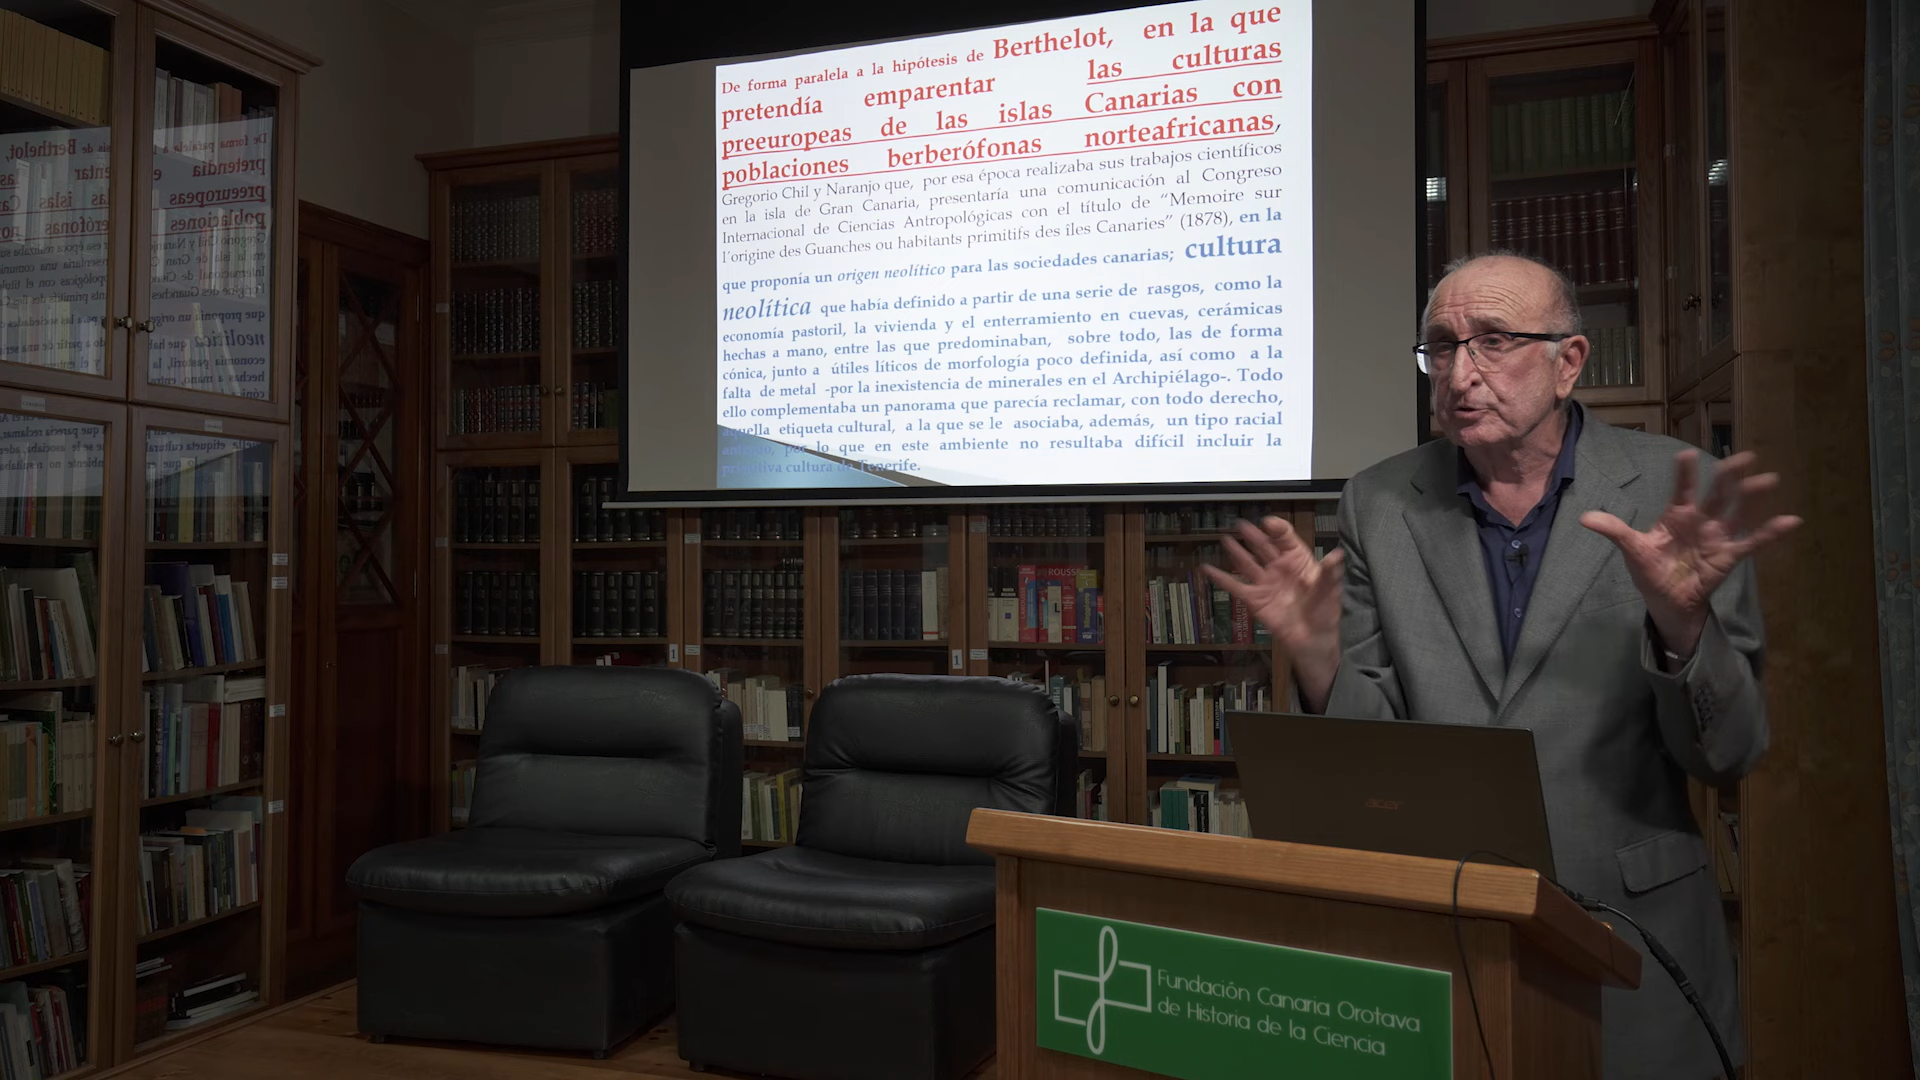 De forma paralela a la hipótesis de Berthelot, en la que
pretendía emparentar las culturas
preeuropeas de las islas Canarias con
poblaciones berberófonas norteafricanas,
Gregorio Chil y Naranjo que, por esa época realizaba sus trabajos científicos
en la isla de Gran Canaria, presentaría una comunicación al Congreso
Internacional de Ciencias Antropológicas con el título de “Memoire sur
l´origine des Guanches ou habitants primitifs des îles Canaries” (1878), en la
que proponía un origen neolítico para las sociedades canarias; cultura
neolítica que había definido a partir de una serie de rasgos, como la
economía pastoril, la vivienda y el enterramiento en cuevas, cerámicas
hechas a mano, entre las que predominaban, sobre todo, las de forma
cónica, junto a útiles líticos de morfología poco definida, así como a la
falta de metal -por la inexistencia de minerales en el Archipiélago-. Todo
ello complementaba un panorama que parecía reclamar, con todo derecho,
aquella etiqueta cultural, a la que se le asociaba, además, un tipo racial
antiguo, por lo que en este ambiente no resultaba difícil incluir la
primitiva cultura de Tenerife.
acer
Fundación Canaria Orotava
de Historia de la Ciencia